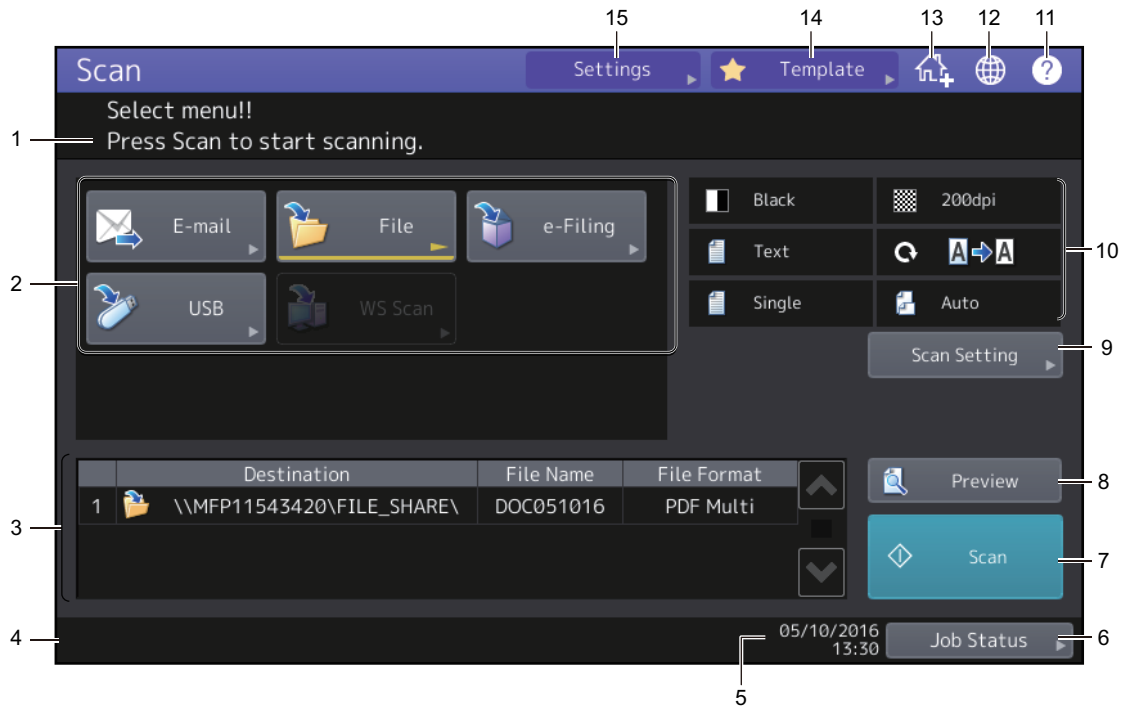 15 14 13 12 11
Scan Settings Template ?
Select menu!!
1 Press Scan to start scanning.
2
E-mail File e-Filing
USB WS Scan
Black 200dpi
Text A A
Single Auto
10
Scan Setting 9
3
Destination File Name File Format
1 \\MFP11543420\FILE_SHARE\ DOC051016 PDF Multi
Preview 8
Scan 7
4
05/10/2016
13:30
5
Job Status 6